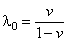 λ₀ = ν / (1 − ν)